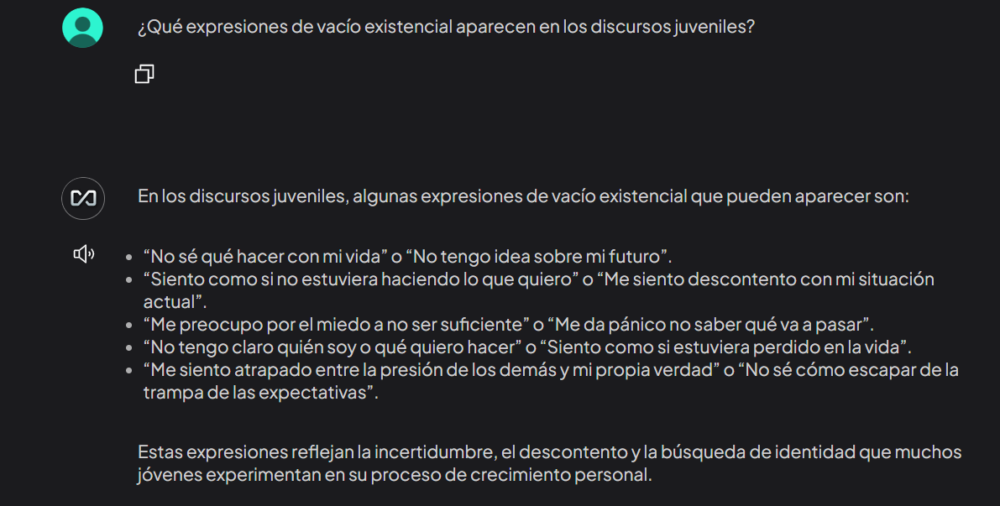 ¿Qué expresiones de vacío existencial aparecen en los discursos juveniles?
En los discursos juveniles, algunas expresiones de vacío existencial que pueden aparecer son:
• “No sé qué hacer con mi vida” o “No tengo idea sobre mi futuro”.
• “Siento como si no estuviera haciendo lo que quiero” o “Me siento descontento con mi situación
actual”.
• “Me preocupo por el miedo a no ser suficiente” o “Me da pánico no saber qué va a pasar”.
• “No tengo claro quién soy o qué quiero hacer” o “Siento como si estuviera perdido en la vida”.
• “Me siento atrapado entre la presión de los demás y mi propia verdad” o “No sé cómo escapar de la
trampa de las expectativas”.
Estas expresiones reflejan la incertidumbre, el descontento y la búsqueda de identidad que muchos
jóvenes experimentan en su proceso de crecimiento personal.